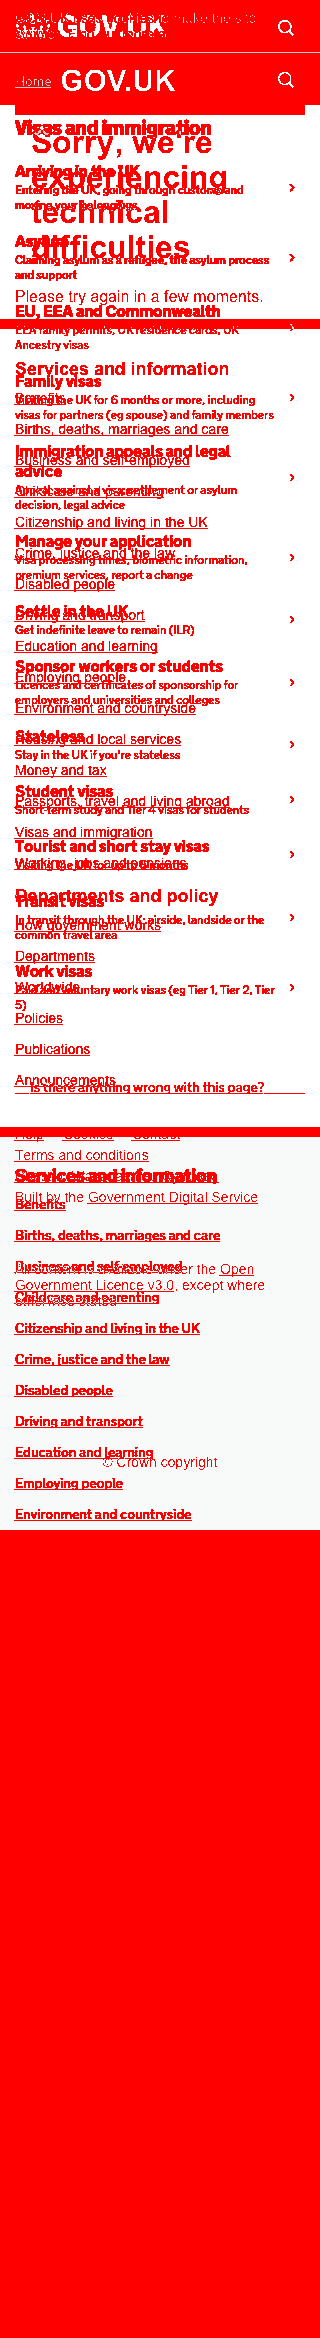 GOV.UK
Home GOV.UK
Visas and immigration
Sorry, we're
experiencing
technical
difficulties
Arriving in the UK
Entering the UK, going through customs and
moving your belongings
Asylum
Claiming asylum as a refugee, the asylum process
and support
Please try again in a few moments.
EU, EEA and Commonwealth
EEA family permits, UK residence cards, UK
Ancestry visas
Services and information
Family visas
Benefits
Visiting the UK for 6 months or more, including
visas for partners (eg spouse) and family members
Births, deaths, marriages and care
Immigration appeals and legal
advice
Business and self-employed
Childcare and parenting
Appeal against a visa, settlement or asylum
decision, legal advice
Citizenship and living in the UK
Manage your application
Crime, justice and the law
Visa processing times, biometric information,
premium services, report a change
Disabled people
Settle in the UK
Driving and transport
Get indefinite leave to remain (ILR)
Education and learning
Sponsor workers or students
Employing people
Licences and certificates of sponsorship for
employers and universities and colleges
Environment and countryside
Stateless
Housing and local services
Stay in the UK if you're stateless
Money and tax
Student visas
Passports, travel and living abroad
Short-term study and Tier 4 visas for students
Visas and immigration
Tourist and short stay visas
Working, jobs and pensions
Visiting the UK for up to 6 months
Departments and policy
Transit visas
In transit through the UK: airside, landside or the
common travel area
How government works
Departments
Work visas
Worldwide
Paid and voluntary work visas (eg Tier 1, Tier 2, Tier
5)
Policies
Publications
Announcements
Is there anything wrong with this page?
Help Cookies Contact
Terms and conditions
Services and information
Built by the Government Digital Service
Benefits
Births, deaths, marriages and care
Business and self-employed
under the Open
Government Licence v3.0, except where
otherwise stated
Childcare and parenting
Citizenship and living in the UK
Crime, justice and the law
Disabled people
Driving and transport
Education and learning
© Crown copyright
Employing people
Environment and countryside